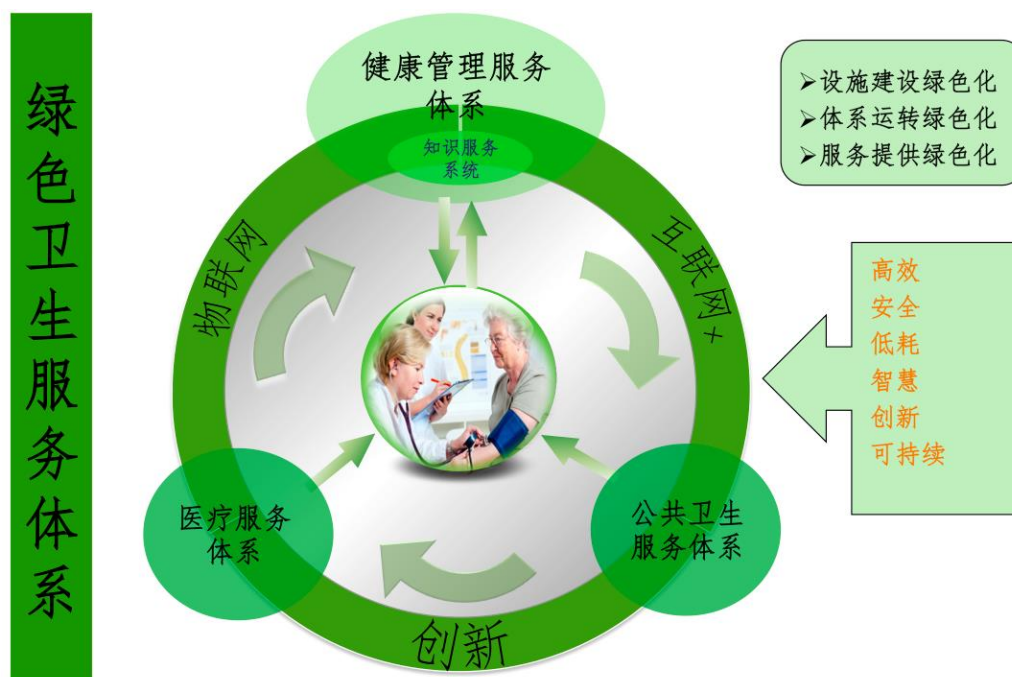 绿色卫生服务体系
健康管理服务
体系
知识服务
系统
物联网
互联网+
医疗服务
体系
公共卫生
服务体系
创新
➢设施建设绿色化
➢体系运转绿色化
➢服务提供绿色化
高效
安全
低耗
智慧
创新
可持续